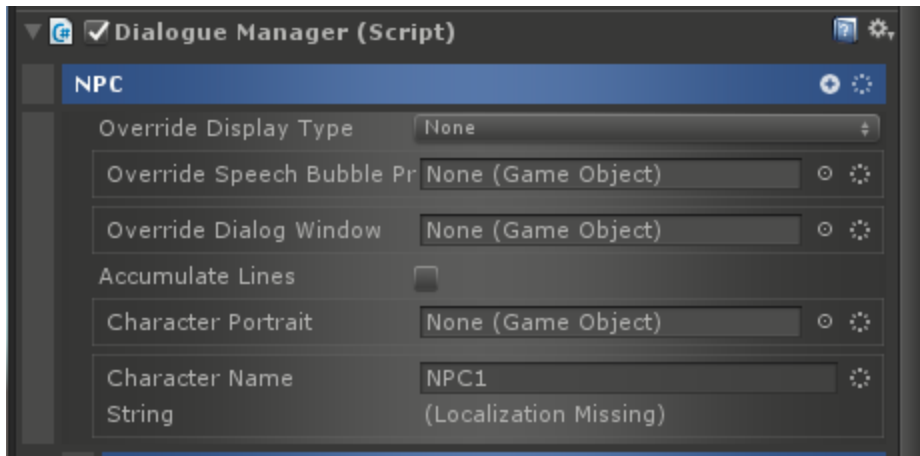 Dialogue Manager (Script)
NPC
Override Display Type None
Override Speech Bubble Pr None (Game Object)
Override Dialog Window None (Game Object)
Accumulate Lines
Character Portrait None (Game Object)
Character Name NPC1
String (Localization Missing)